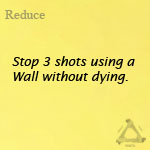 Reduce
Stop 3 shots using a
Wall without dying.